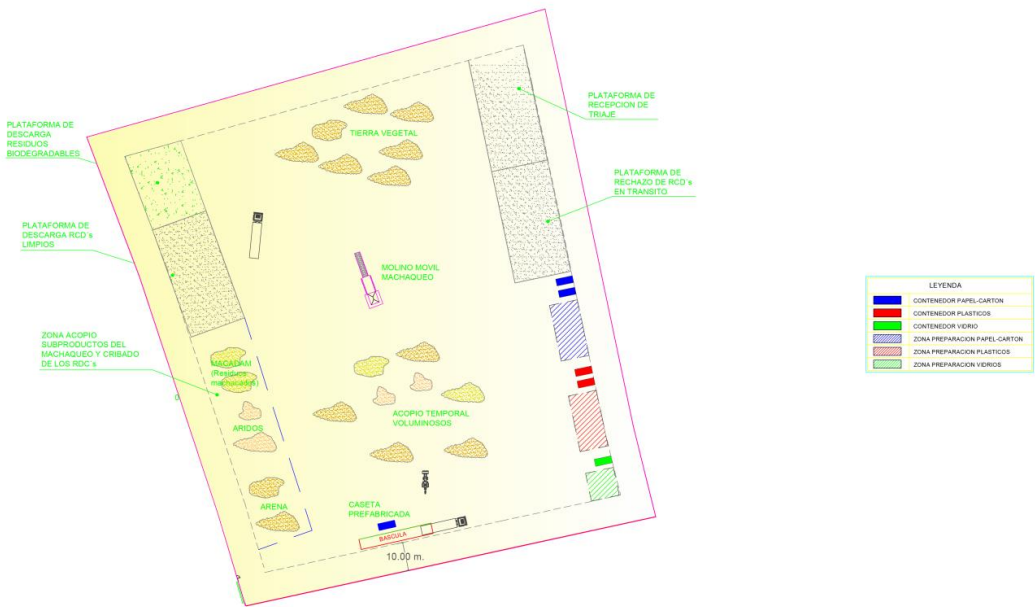 PLATAFORMA DE
DESCARGA
RESIDUOS
BIODEGRADABLES
PLATAFORMA DE
DESCARGA RCD's
LIMPIOS
ZONA ACOPIO
SUBPRODUCTOS DEL
MACHAQUEO Y CRIBADO
DE LOS RDC's
TIERRA VEGETAL
PLATAFORMA DE
RECEPCION DE
TRIAJE
PLATAFORMA DE
RECHAZO DE RCD's
EN TRANSITO
MOLINO MOVIL
MACHAQUEO
MACADAM
(Residuos
machacados)
ARIDOS
ARENA
ACOPIO TEMPORAL
VOLUMINOSOS
CASETA
PREFABRICADA
BASCULA
10.00 m.
LEYENDA
CONTENEDOR PAPEL-CARTON
CONTENEDOR PLASTICOS
CONTENEDOR VIDRIO
ZONA PREPARACION PAPEL-CARTON
ZONA PREPARACION PLASTICOS
ZONA PREPARACION VIDRIOS